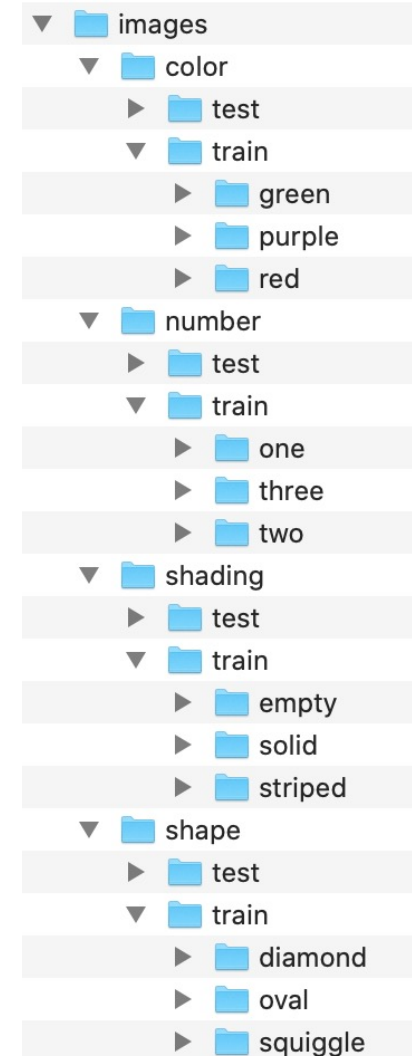 images
color
test
train
green
purple
red
number
test
train
one
three
two
shading
test
train
empty
solid
striped
shape
test
train
diamond
oval
squiggle